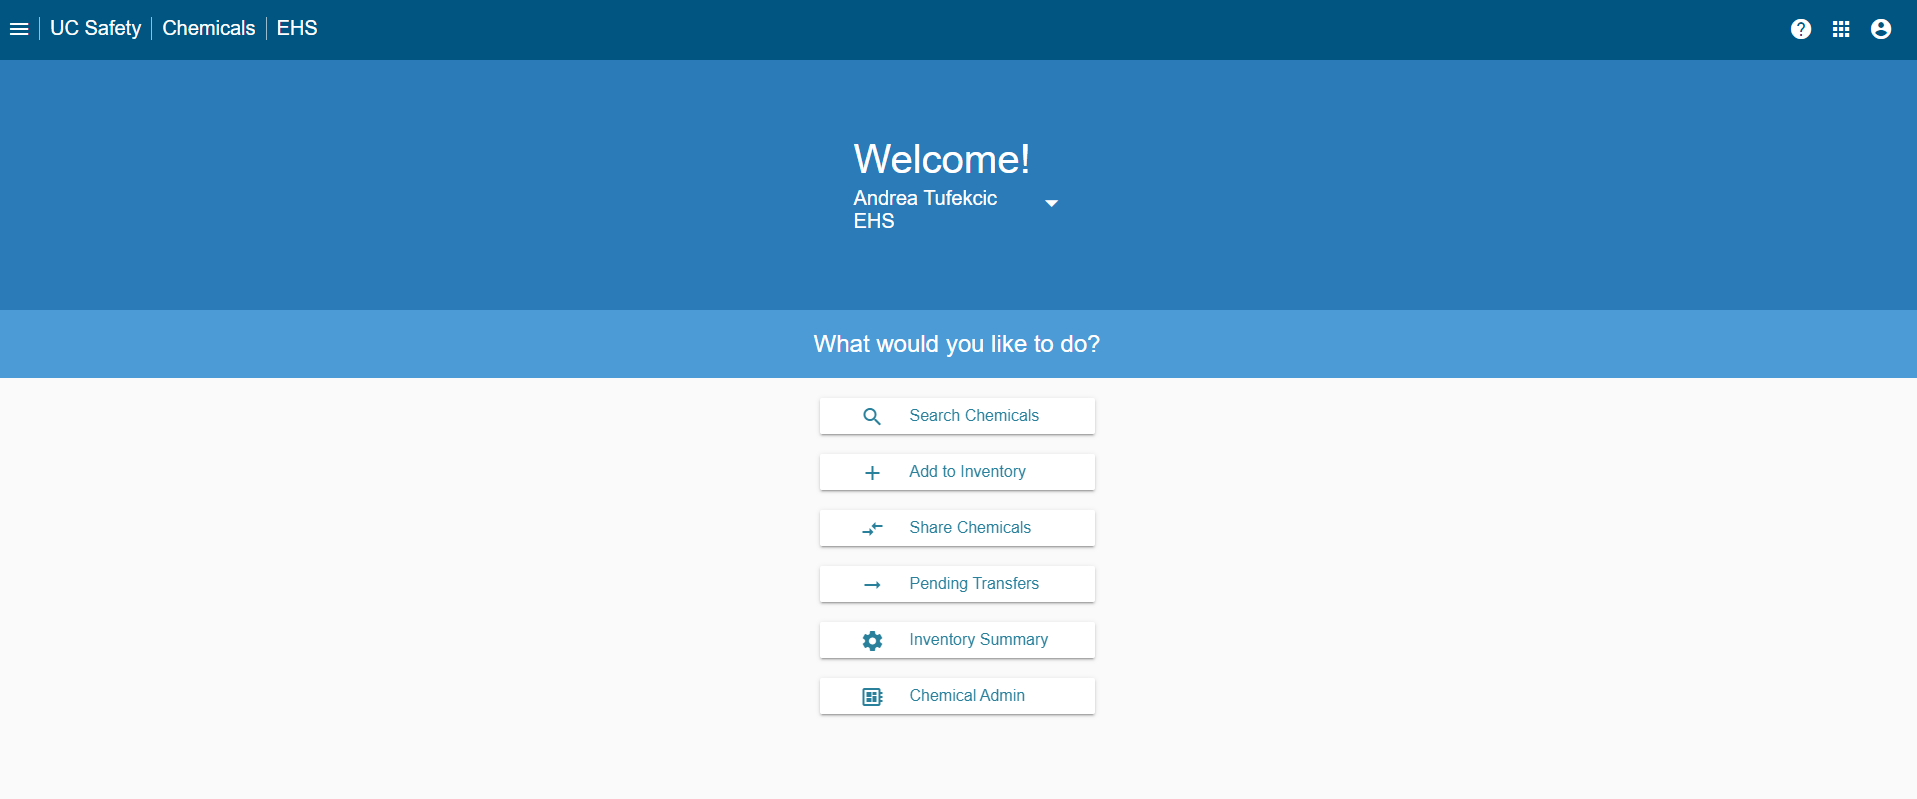 UC Safety Chemicals EHS
Welcome!
Andrea Tufekcic
EHS
What would you like to do?
Search Chemicals
Add to Inventory
Share Chemicals
Pending Transfers
Inventory Summary
Chemical Admin